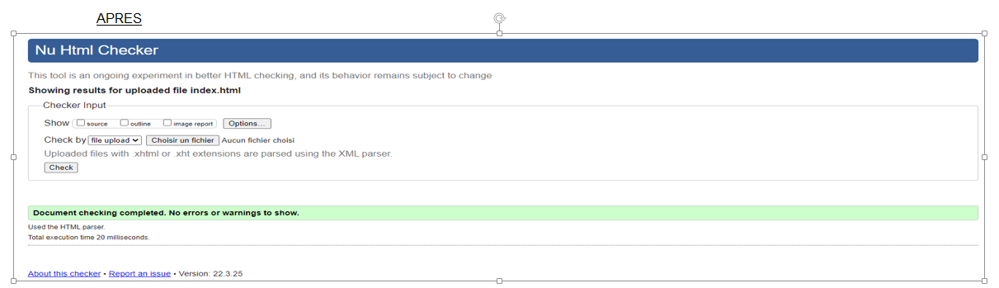 APRES
Nu Html Checker
This tool is an ongoing experiment in better HTML checking, and its behavior remains subject to change
Showing results for uploaded file index.html
Checker Input
Show source outline image report Options...
Check by file upload Choisir un fichier Aucun fichier choisi
Uploaded files with .xhtml or .xht extensions are parsed using the XML parser.
Check
Document checking completed. No errors or warnings to show.
Used the HTML parser.
Total execution time 20 milliseconds.
About this checker • Report an issue • Version: 22.3.25